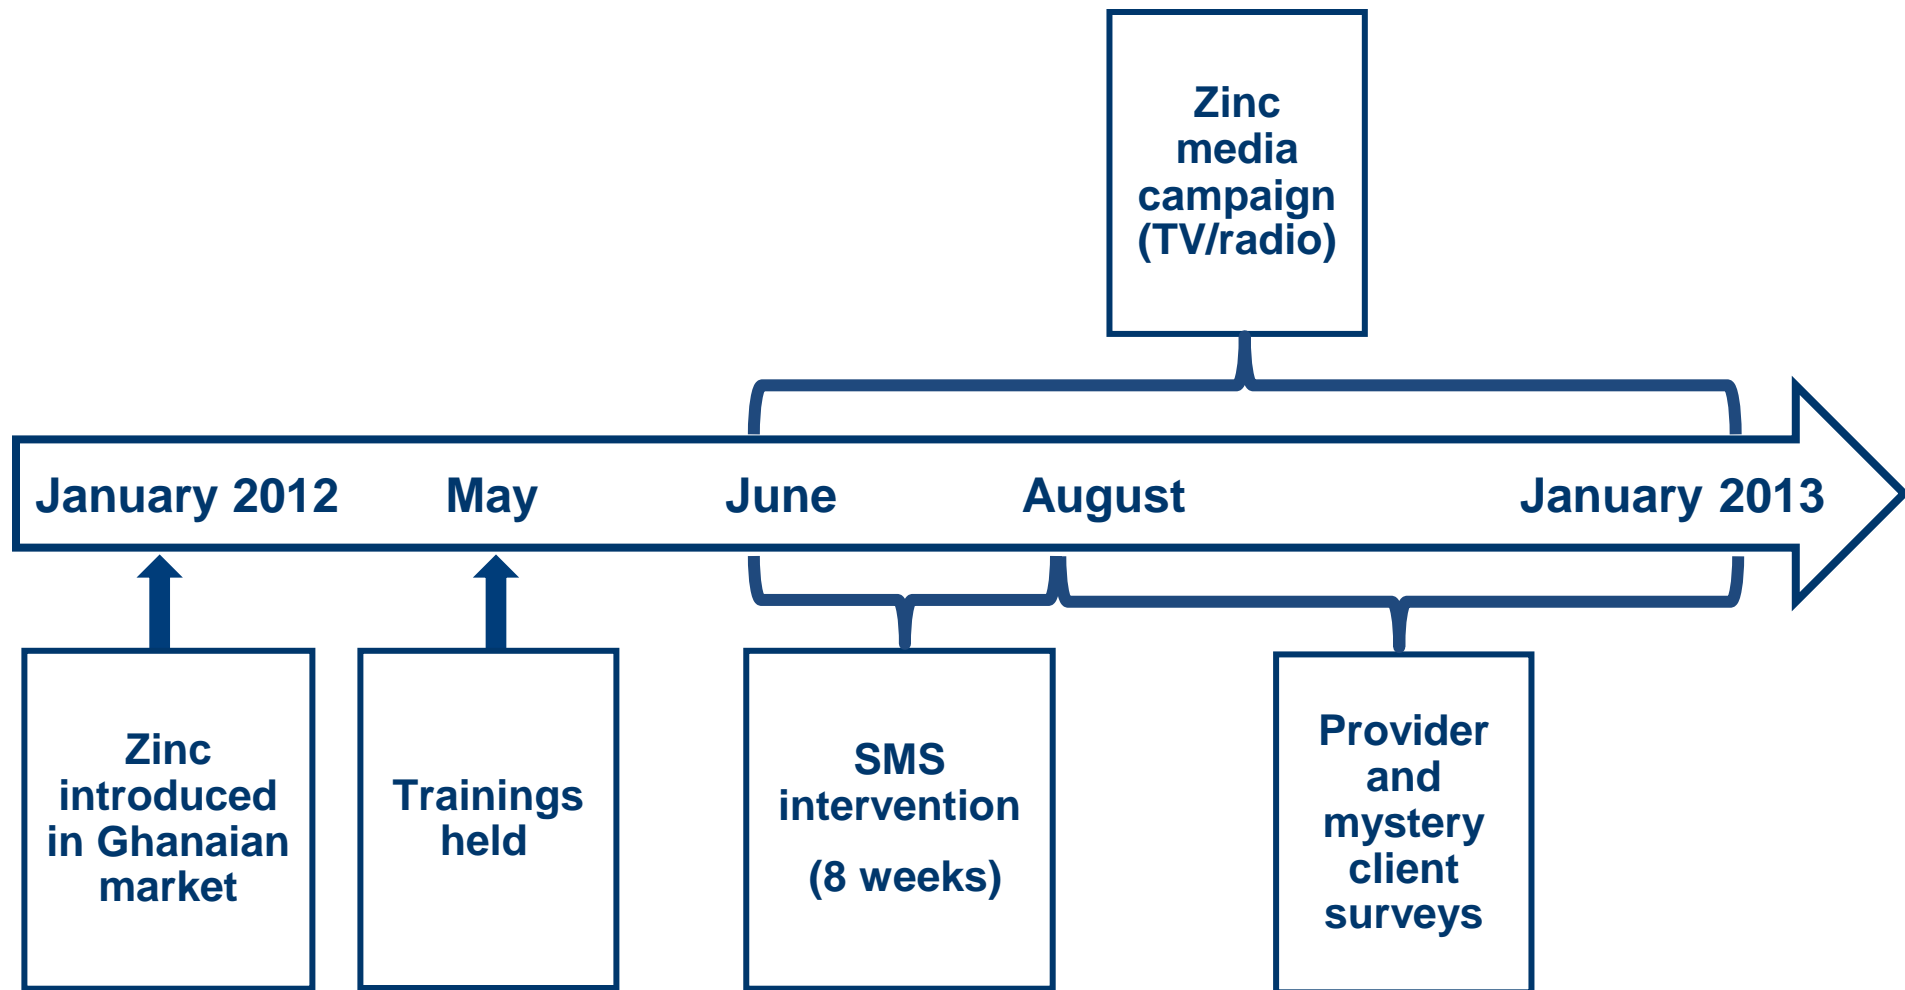 Zinc
media
campaign
(TV/radio)
January 2012 May June August January 2013
Zinc
introduced
in Ghanaian
market
Trainings
held
SMS
intervention
(8 weeks)
Provider
and
mystery
client
surveys